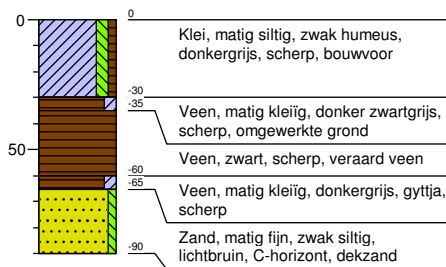 0
0
Klei, matig siltig, zwak humeus,
donkergrijs, scherp, bouwvoor
-30
-35
Veen, matig kleiïg, donker zwartgrijs,
scherp, omgewerkte grond
50
Veen, zwart, scherp, veraard veen
-60
-65
Veen, matig kleiïg, donkergrijs, gyttja,
scherp
Zand, matig fijn, zwak siltig,
lichtbruin, C-horizont, dekzand
-90